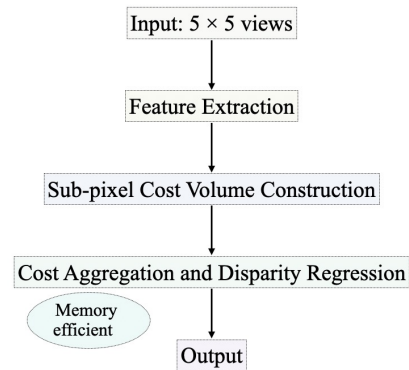 Input: 5 × 5 views
Feature Extraction
Sub-pixel Cost Volume Construction
Cost Aggregation and Disparity Regression
Memory
efficient
Output